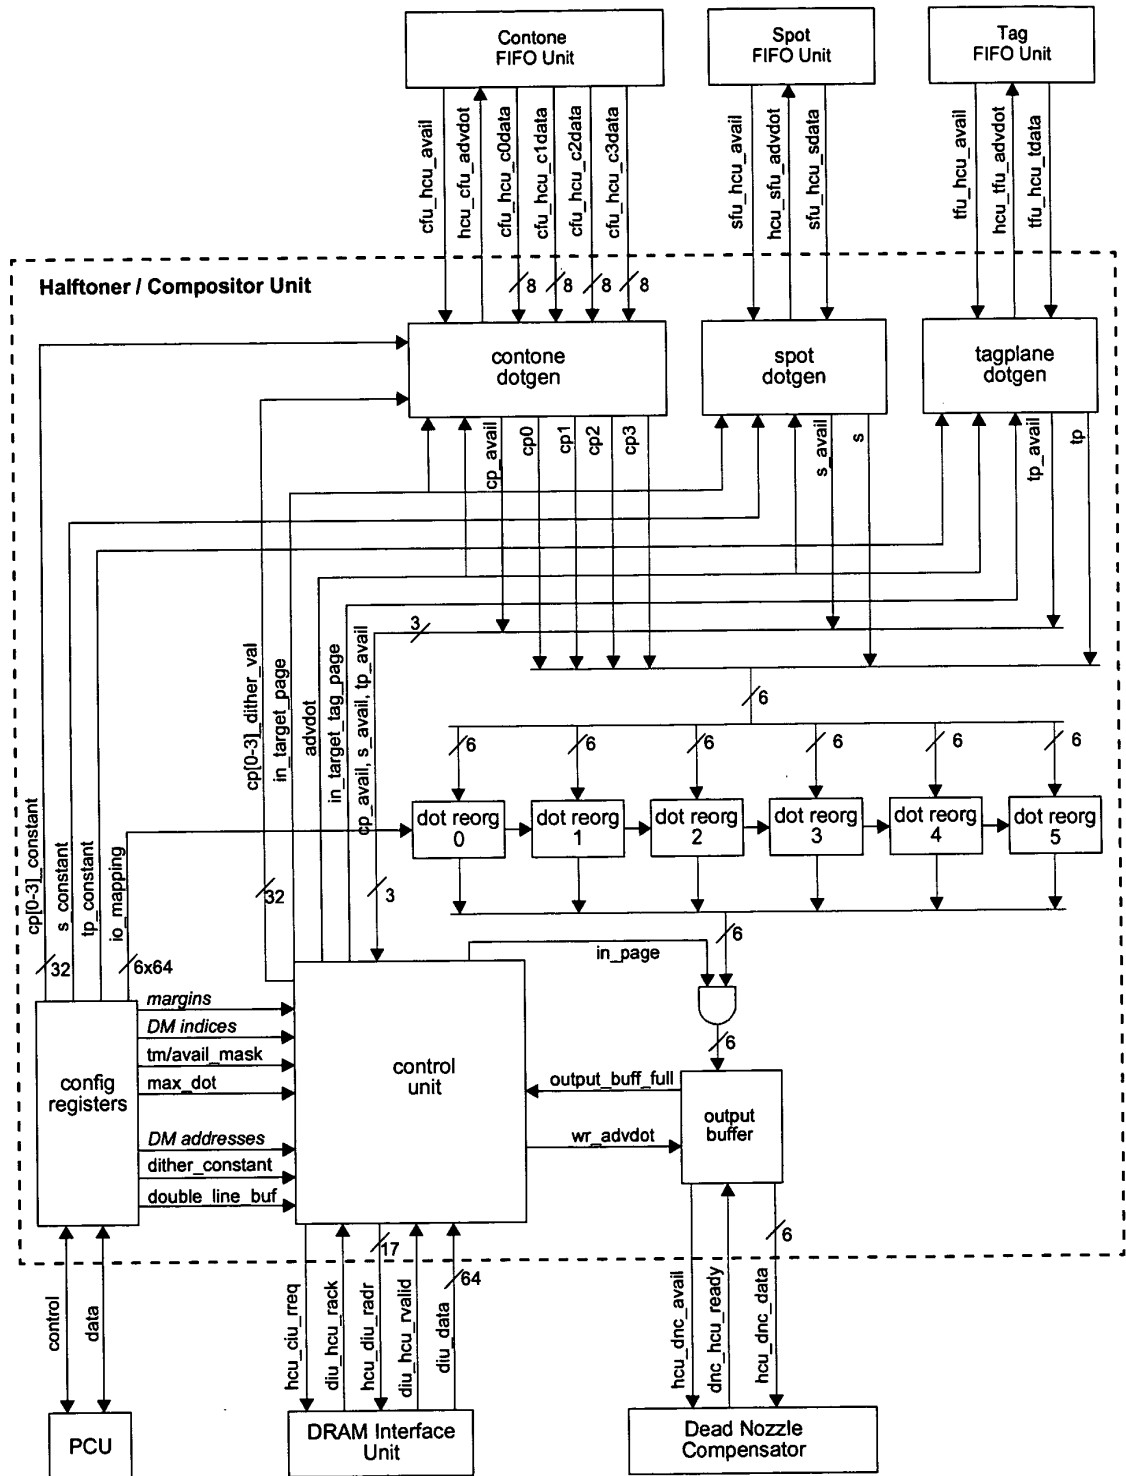 Contone
FIFO Unit
Spot
FIFO Unit
Tag
FIFO Unit
cfu_hcu_avail
hcu_cfu_advdot
cfu_hcu_c0data
cfu_hcu_c1data
cfu_hcu_c2data
cfu_hcu_c3data
sfu_hcu_avail
hcu_sfu_advdot
sfu_hcu_sdata
tfu_hcu_avail
hcu_tfu_advdot
tfu_hcu_tdata
Halftoner / Compositor Unit
8
8
8
8
contone
dotgen
spot
dotgen
tagplane
dotgen
cp_avail
cp0
cp1
cp2
cp3
s_avail
s
tp_avail
tp
3
cp[0-3]_dither_val
in_target_page
advdot
in_target_tag_page
cp_avail, s_avail, tp_avail
6
6
6
6
6
6
6
cp[0-3]_constant
s_constant
tp_constant
io_mapping
dot reorg
0
dot reorg
1
dot reorg
2
dot reorg
3
dot reorg
4
dot reorg
5
32
3
32
6x64
6
in_page
margins
DM indices
tm/avail_mask
max_dot
DM addresses
dither_constant
double_line_buf
config
registers
control
unit
6
output_buff_full
wr_advdot
output
buffer
17
64
6
control
data
hcu_ciu_rreq
diu_hcu_rack
hcu_diu_radr
diu_hcu_rvalid
diu_data
hcu_dnc_avail
dnc_hcu_ready
hcu_dnc_data
PCU
DRAM Interface
Unit
Dead Nozzle
Compensator